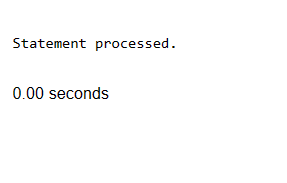 Statement processed.
0.00 seconds